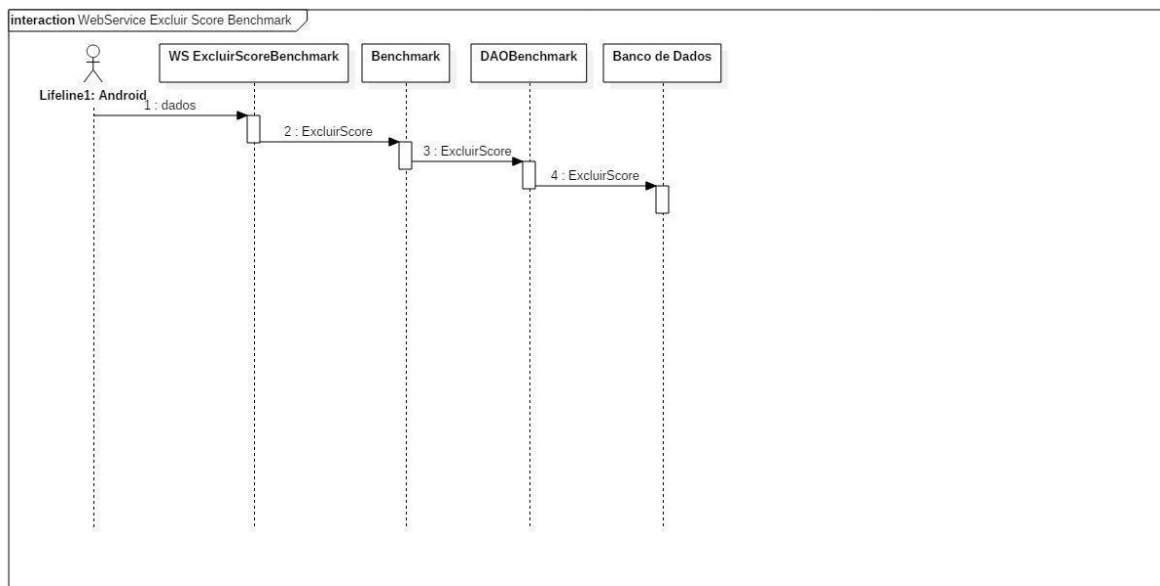 interaction WebService Excluir Score Benchmark
WS ExcluirScoreBenchmark
Benchmark
DAOBenchmark
Banco de Dados
Lifeline1: Android
1 : dados
2 : ExcluirScore
3 : ExcluirScore
4 : ExcluirScore